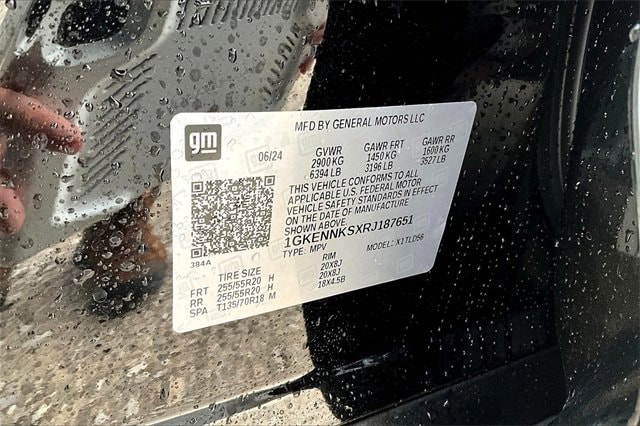 MFD BY GENERAL MOTORS LLC
gm
06/24
GVWR GAWR FRT GAWR RR
2900 KG 1450 KG 1600 KG
6394 LB 3196 LB 3527 LB
THIS VEHICLE CONFORMS TO ALL
APPLICABLE U.S. FEDERAL MOTOR
VEHICLE SAFETY STANDARDS IN EFFECT
ON THE DATE OF MANUFACTURE
SHOWN ABOVE.
1GKENNKSXRJ187651
TYPE: MPV MODEL: X1TLD56
384A
TIRE SIZE RIM
FRT 255/55R20 H 20X8J
RR 255/55R20 H 20X8J
SPA T135/70R18 M 18X4.5B